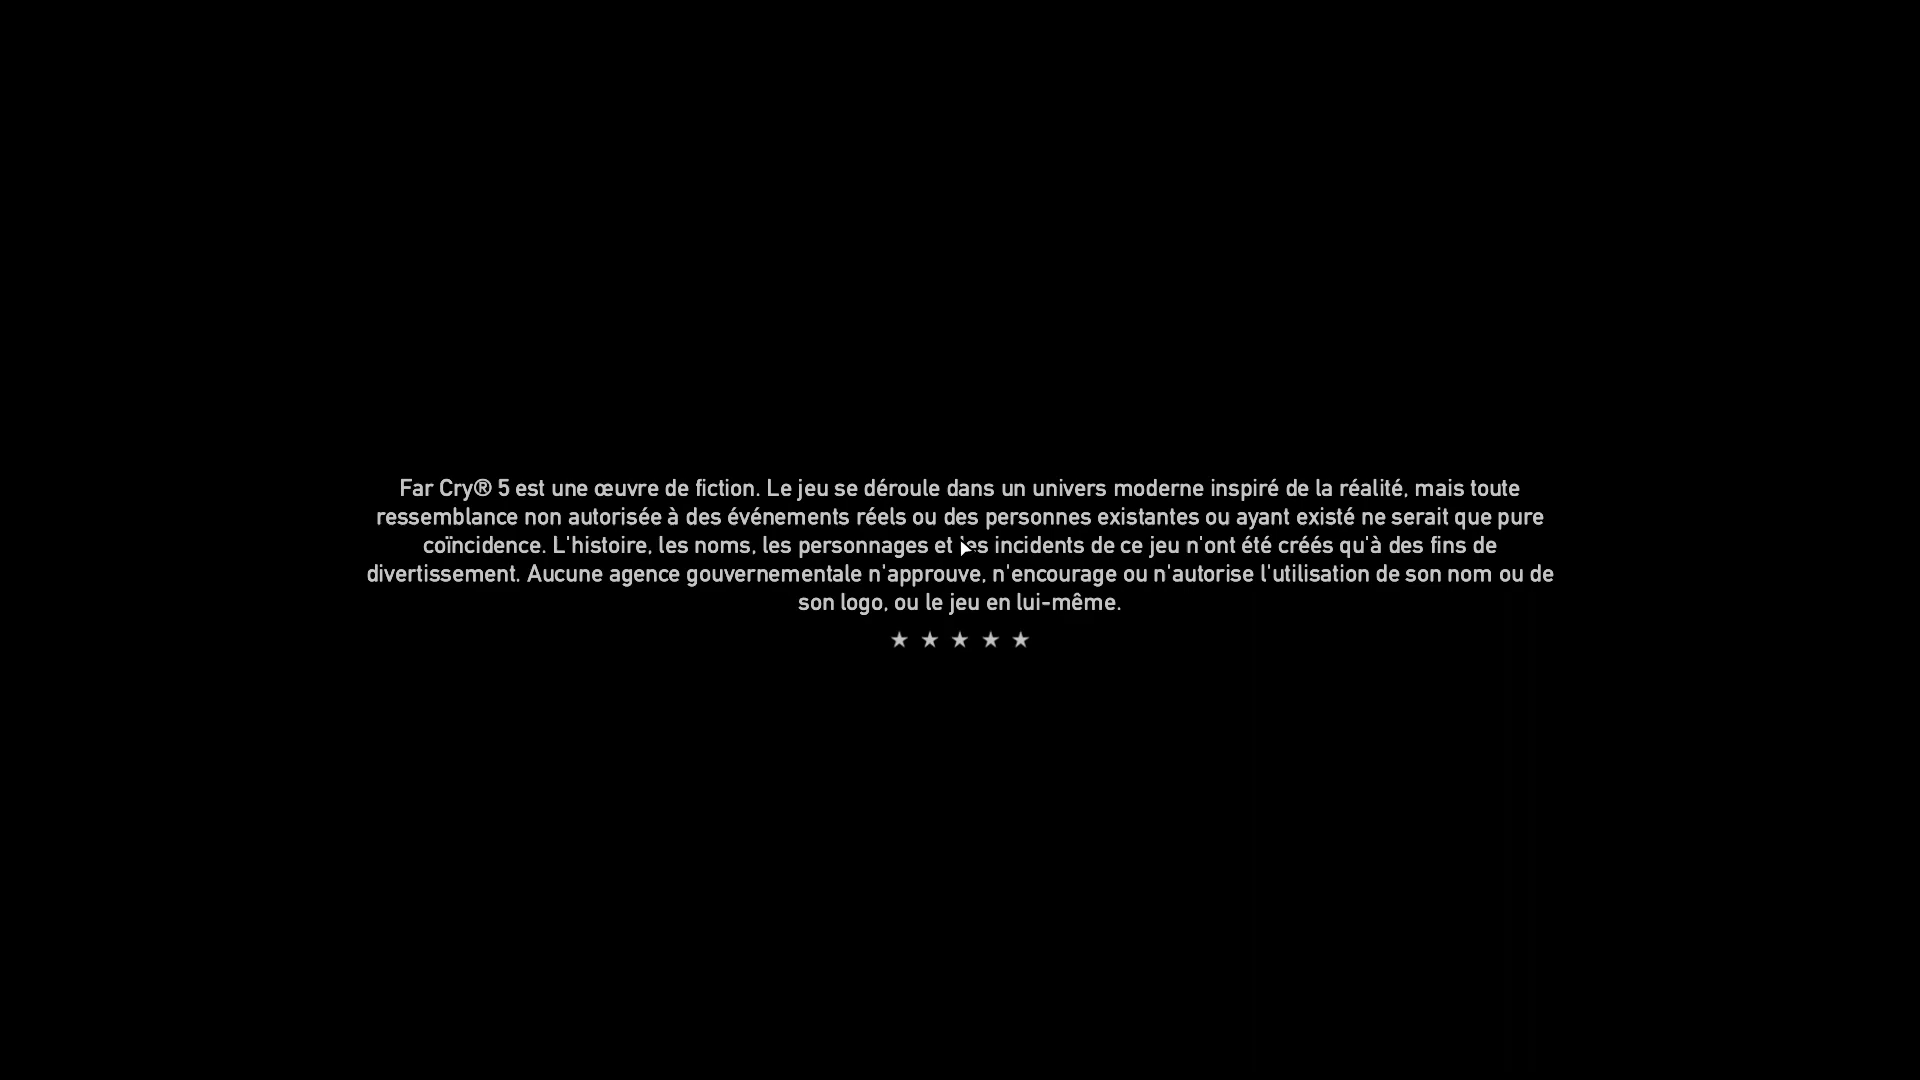 Far Cry® 5 est une œuvre de fiction. Le jeu se déroule dans un univers moderne inspiré de la réalité, mais toute
ressemblance non autorisée à des événements réels ou des personnes existantes ou ayant existé ne serait que pure
coïncidence. L'histoire, les noms, les personnages et les incidents de ce jeu n'ont été créés qu'à des fins de
divertissement. Aucune agence gouvernementale n'approuve, n'encourage ou n'autorise l'utilisation de son nom ou de
son logo, ou le jeu en lui-même.
★ ★ ★ ★ ★